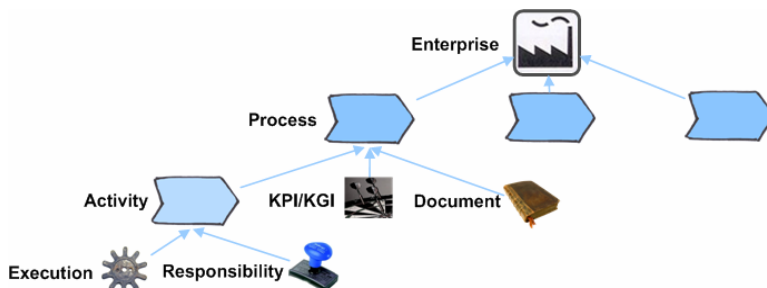 Enterprise
Process
Activity
KPI/KGI
Document
Execution
Responsibility